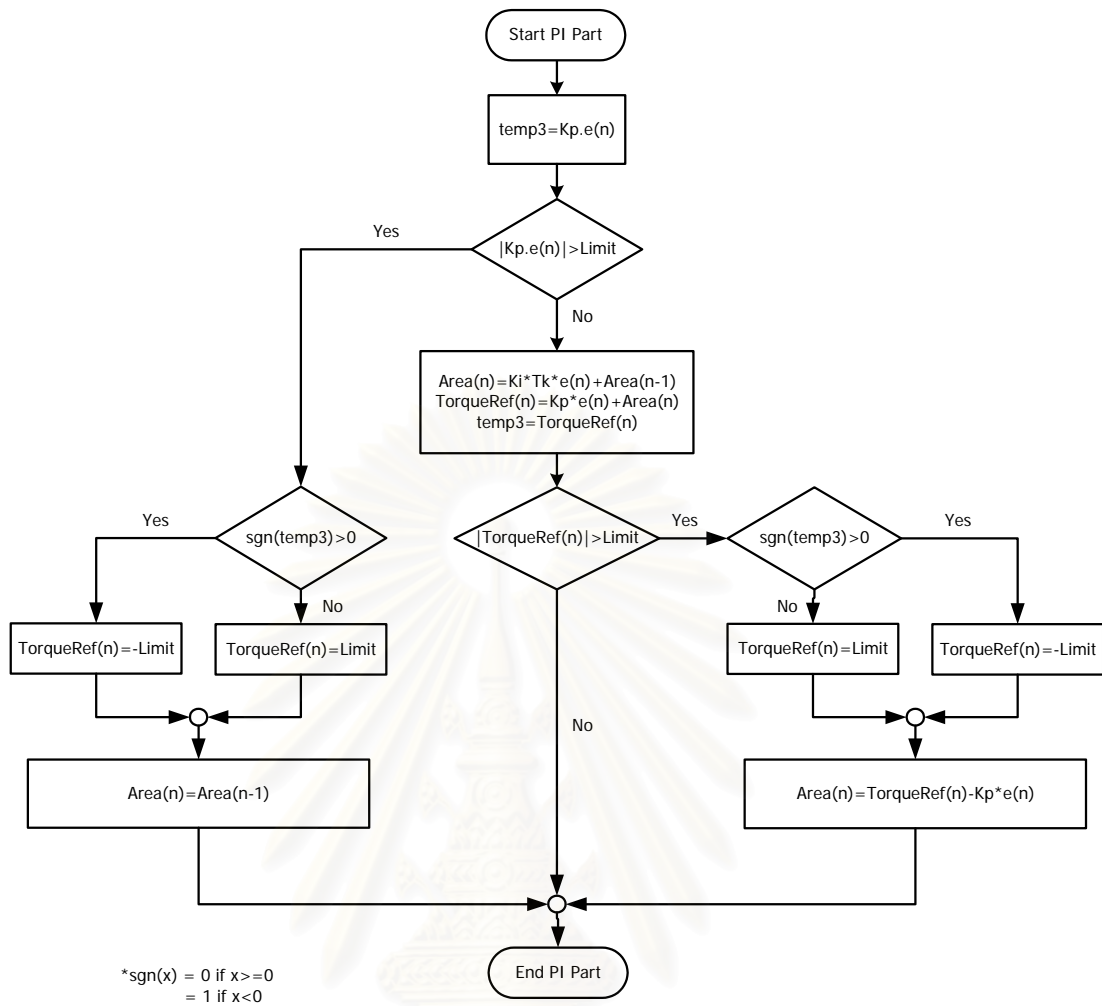 Start PI Part
temp3=Kp.e(n)
|Kp.e(n)|>Limit
Yes
No
Area(n)=Ki*Tk*e(n)+Area(n-1)
TorqueRef(n)=Kp*e(n)+Area(n)
temp3=TorqueRef(n)
sgn(temp3)>0
Yes
No
TorqueRef(n)=-Limit
TorqueRef(n)=Limit
Area(n)=Area(n-1)
|TorqueRef(n)|>Limit
Yes
No
sgn(temp3)>0
Yes
No
TorqueRef(n)=Limit
TorqueRef(n)=-Limit
Area(n)=TorqueRef(n)-Kp*e(n)
End PI Part
*sgn(x) = 0 if x>=0
= 1 if x<0